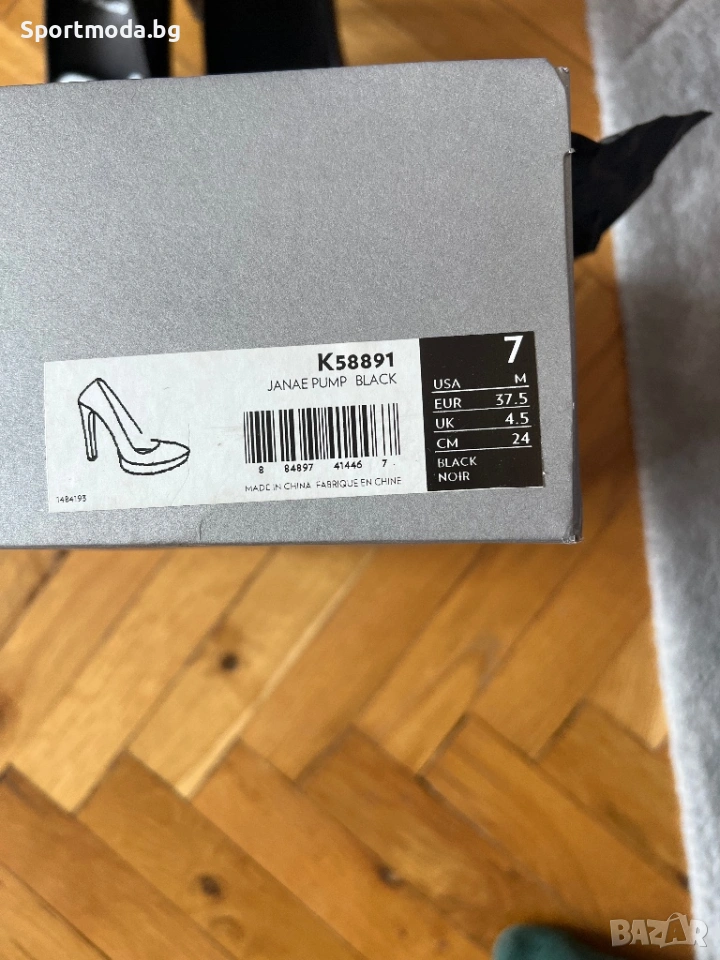 Sportmoda.bg
K58891
JANAE PUMP BLACK
8 84897 41446 7
MADE IN CHINA FABRIQUE EN CHINE
1484193
7
USA M
EUR 37.5
UK 4.5
CM 24
BLACK
NOIR
BAZAR